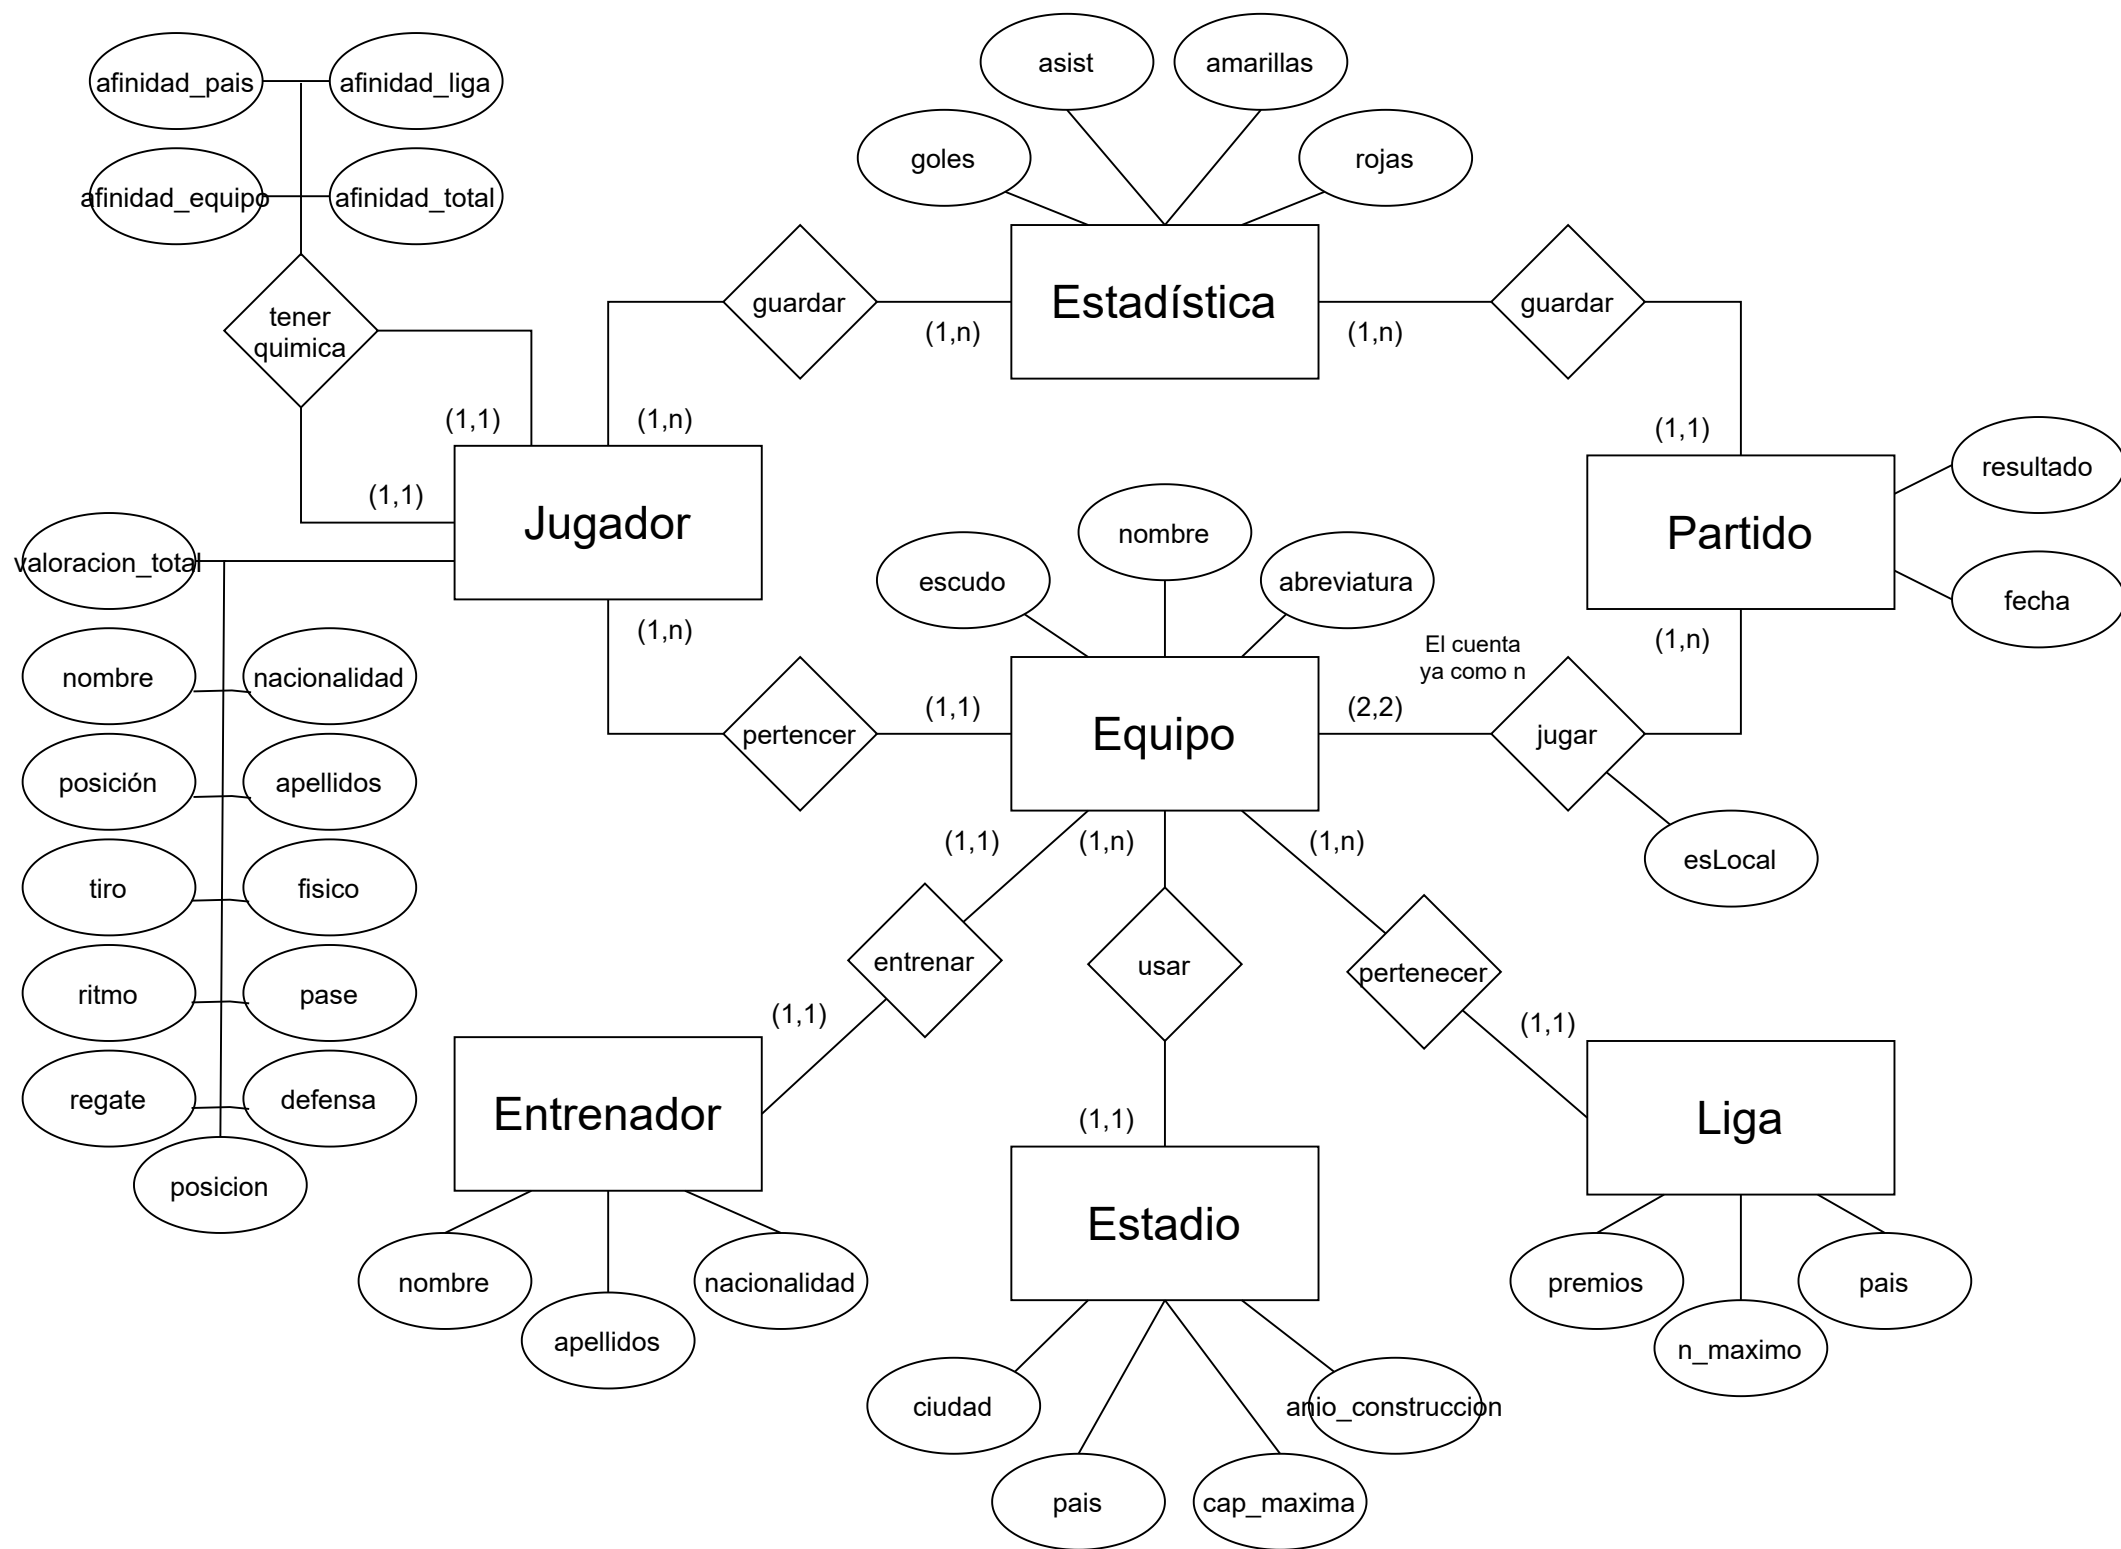 asist
amarillas
afinidad_pais
afinidad_liga
goles
rojas
afinidad_equipo
afinidad_total
guardar
Estadística
guardar
tener
quimica
(1,n)
(1,n)
(1,1)
(1,n)
(1,1)
resultado
(1,1)
Jugador
nombre
Partido
valoracion_total
escudo
abreviatura
fecha
(1,n)
El cuenta
ya como n
(1,n)
nombre
nacionalidad
(1,1)
(2,2)
pertencer
Equipo
jugar
posición
apellidos
(1,1)
(1,n)
(1,n)
esLocal
tiro
fisico
entrenar
usar
pertenecer
ritmo
pase
(1,1)
(1,1)
regate
defensa
Entrenador
(1,1)
Liga
posicion
Estadio
nombre
nacionalidad
premios
pais
apellidos
n_maximo
ciudad
anio_construccion
pais
cap_maxima